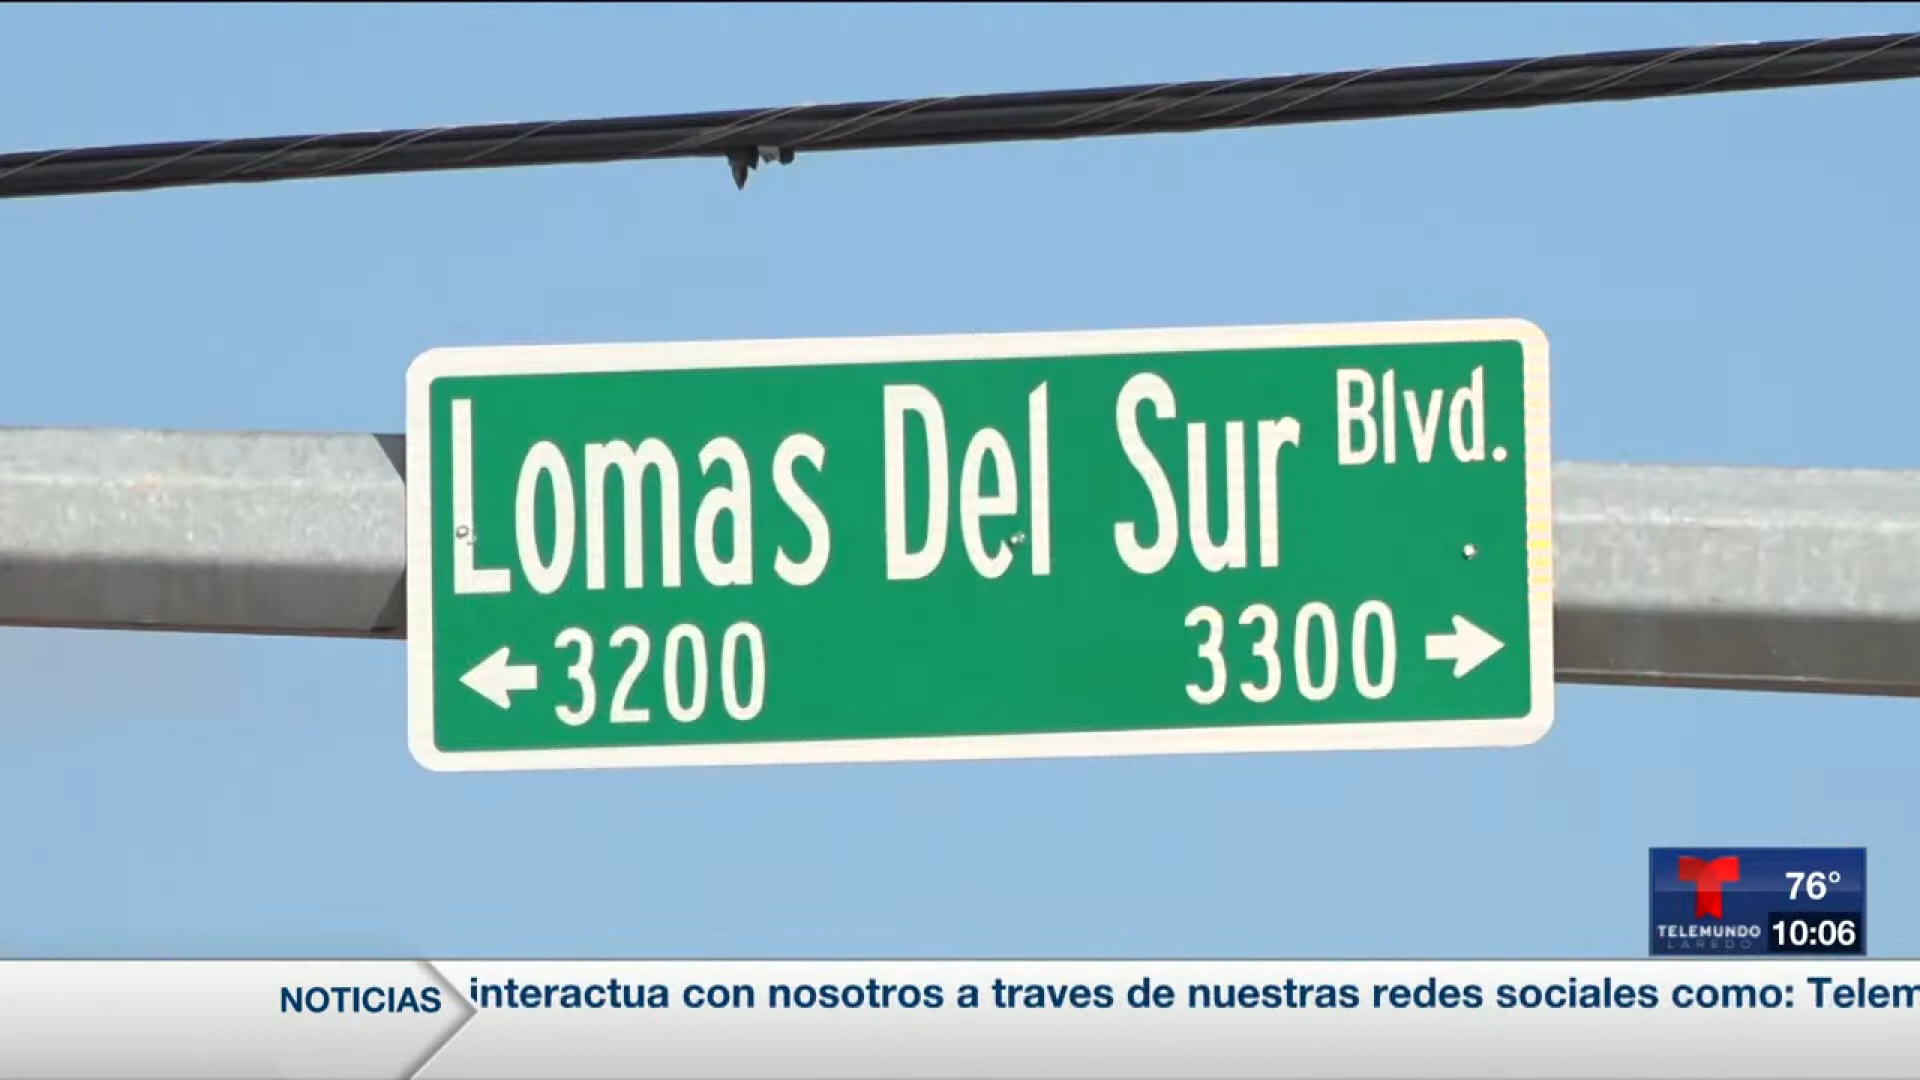 Lomas Del Sur Blvd.
3200 3300
76°
TELEMUNDO 10:06
LAREDO
NOTICIAS interactua con nosotros a traves de nuestras redes sociales como: Telem